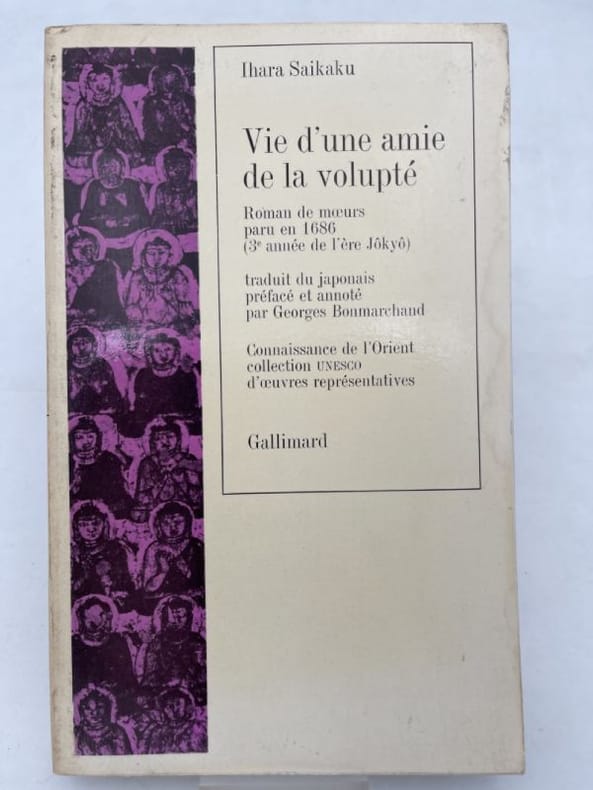 Ihara Saikaku
Vie d'une amie
de la volupté
Roman de mœurs
paru en 1686
(3e année de l'ère Jôkyô)
traduit du japonais
préfacé et annoté
par Georges Bonmarchand
Connaissance de l'Orient
collection UNESCO
d'œuvres représentatives
Gallimard